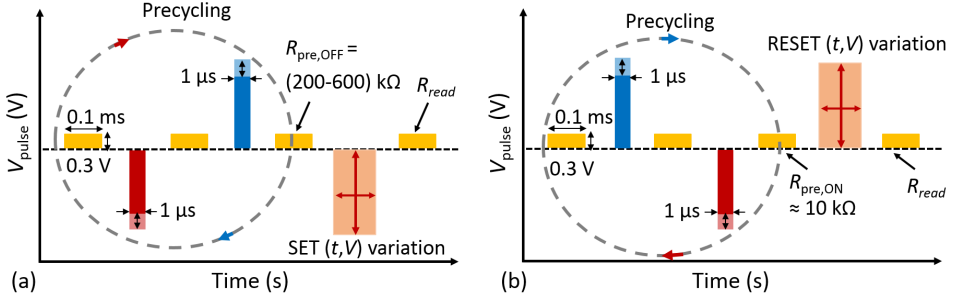 Precycling
R_pre,OFF =
(200-600) kΩ
1 µs
R_read
0.1 ms
0.3 V
1 µs
SET (t,V) variation
V_pulse (V)
Time (s)
(a)
Precycling
RESET (t,V) variation
1 µs
0.1 ms
0.3 V
1 µs
R_pre,ON
≈ 10 kΩ
R_read
V_pulse (V)
Time (s)
(b)